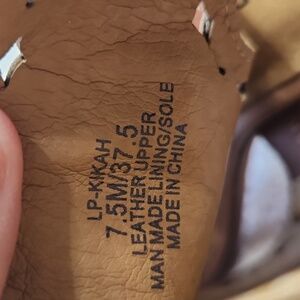 LP-KIKAH
7.5M/37.5
LEATHER UPPER
MAN MADE LINING/SOLE
MADE IN CHINA